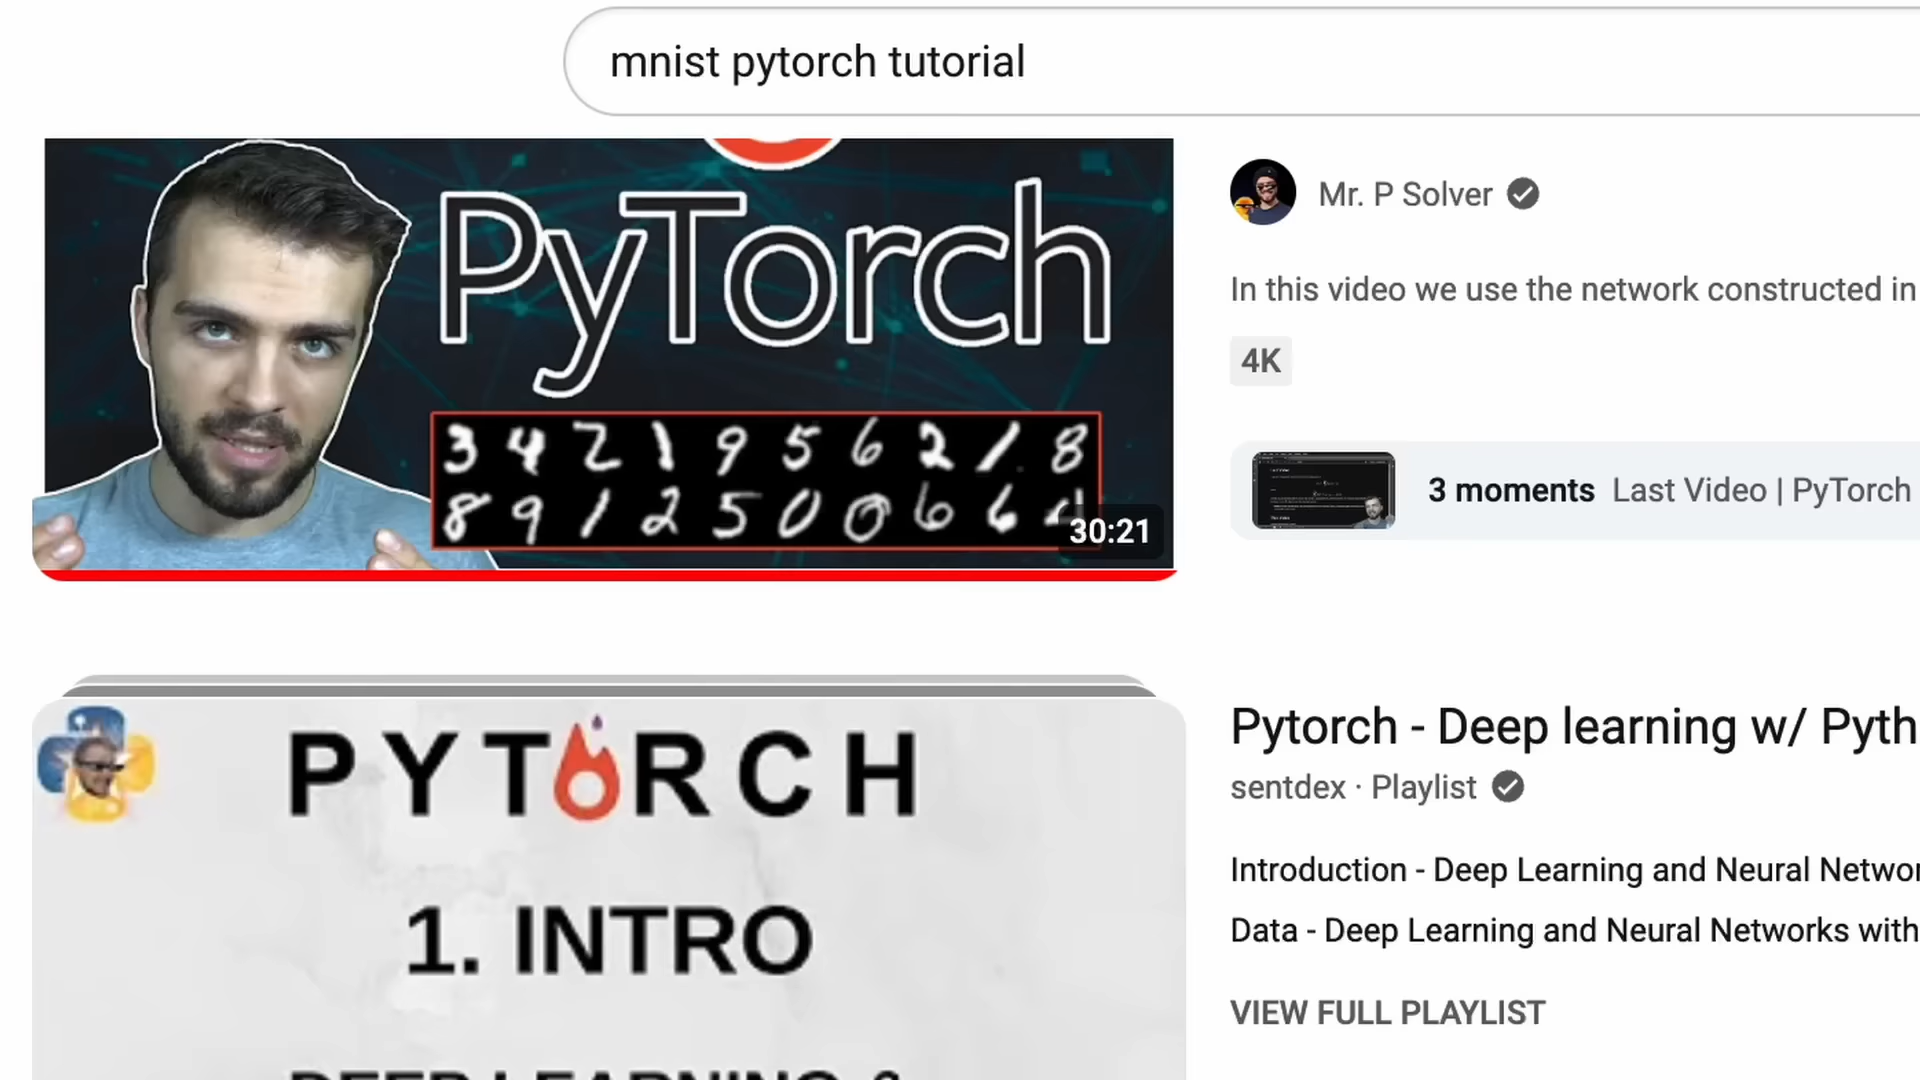 mnist pytorch tutorial
PyTorch
3 4 2 1 9 5 6 2 1 8
8 9 1 2 5 0 0 6 6 4
30:21
Mr. P Solver
In this video we use the network constructed in
4K
3 moments Last Video | PyTorch
PYTORCH
1. INTRO
Pytorch - Deep learning w/ Pyth
sentdex · Playlist
Introduction - Deep Learning and Neural Networ
Data - Deep Learning and Neural Networks with
VIEW FULL PLAYLIST